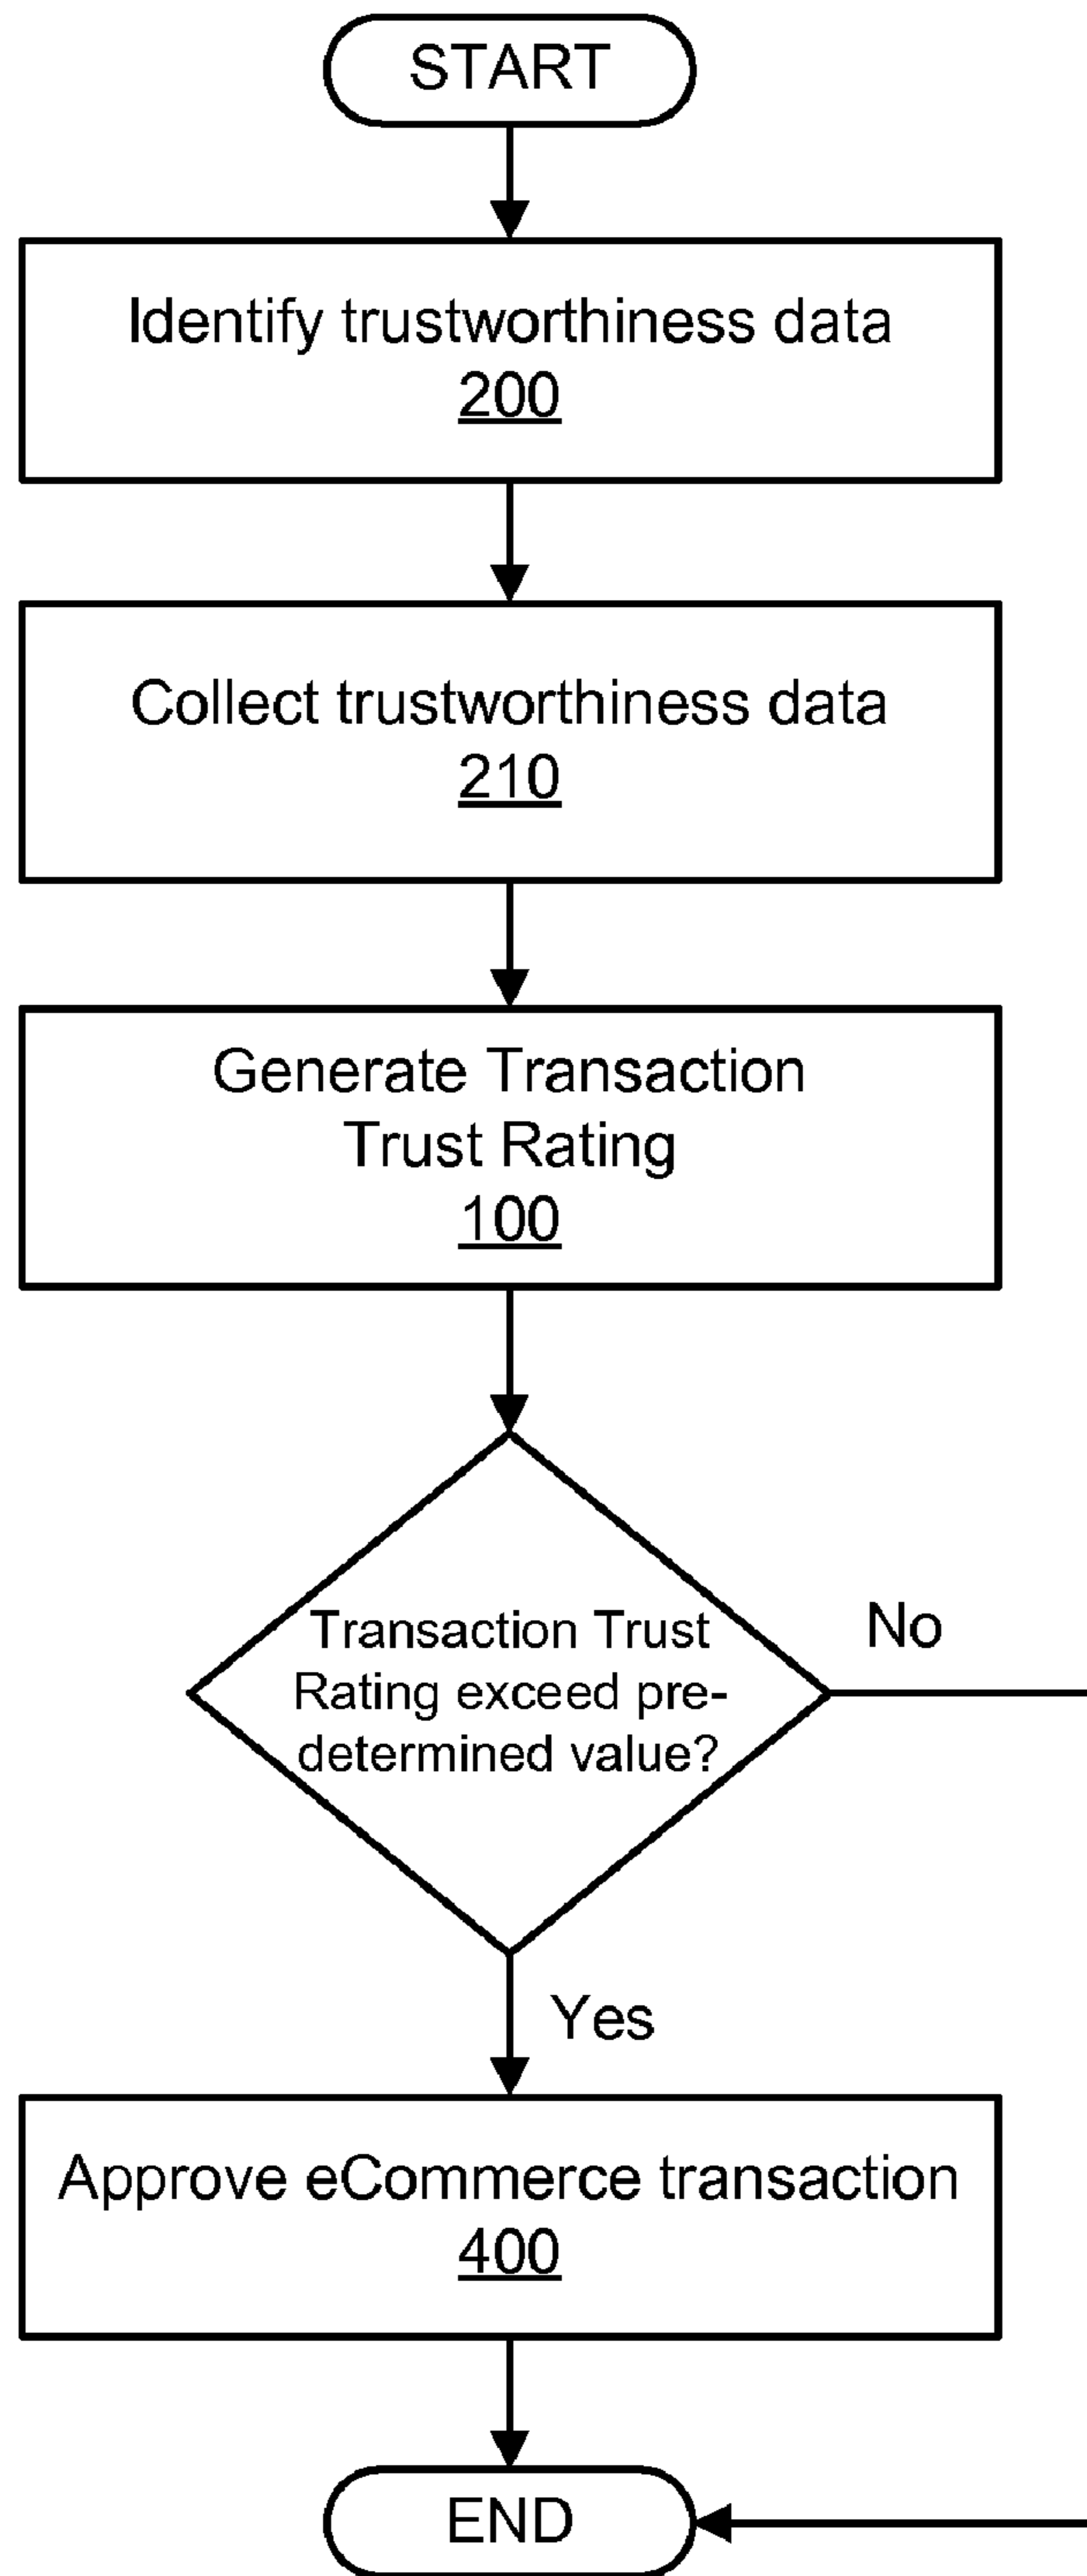 START
Identify trustworthiness data
200
Collect trustworthiness data
210
Generate Transaction
Trust Rating
100
Transaction Trust
Rating exceed pre-
determined value?
No
Yes
Approve eCommerce transaction
400
END